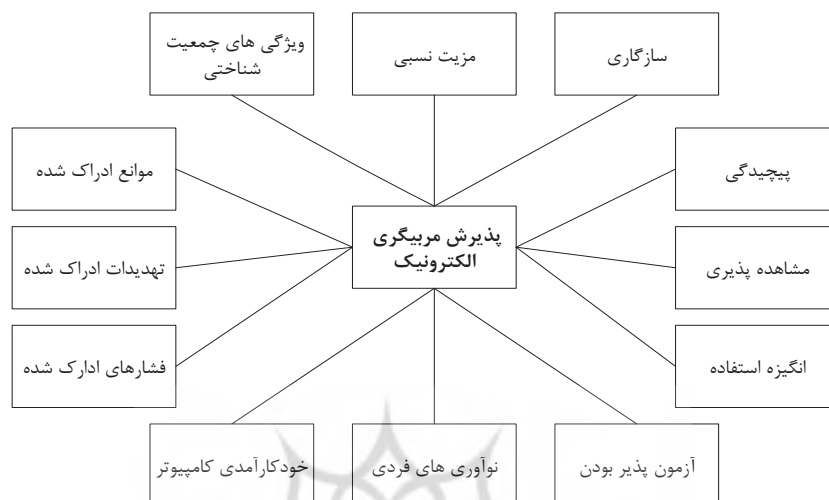 سازگاری
مزیت نسبی
ویژگی های چمعیت
شناختی
پیچیدگی
موانع ادراک شده
پذیرش مربیگری
الکترونیک
مشاهده پذیری
تهدیدات ادراک شده
انگیزه استفاده
فشارهای ادارک شده
آزمون پذیر بودن
نوآوری های فردی
خودکارآمدی کامپیوتر